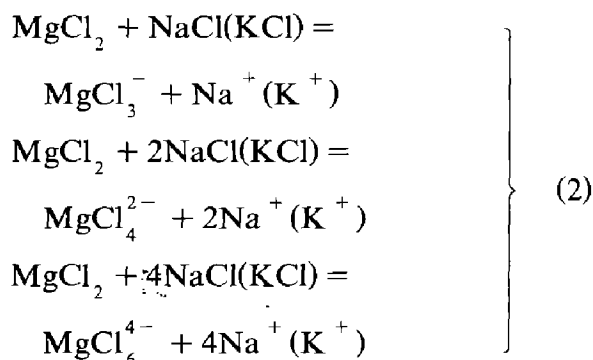 MgCl₂ + NaCl(KCl) =
MgCl₃⁻ + Na⁺(K⁺)
MgCl₂ + 2NaCl(KCl) =
MgCl₄²⁻ + 2Na⁺(K⁺)
(2)
MgCl₂ + 4NaCl(KCl) =
MgCl₆⁴⁻ + 4Na⁺(K⁺)